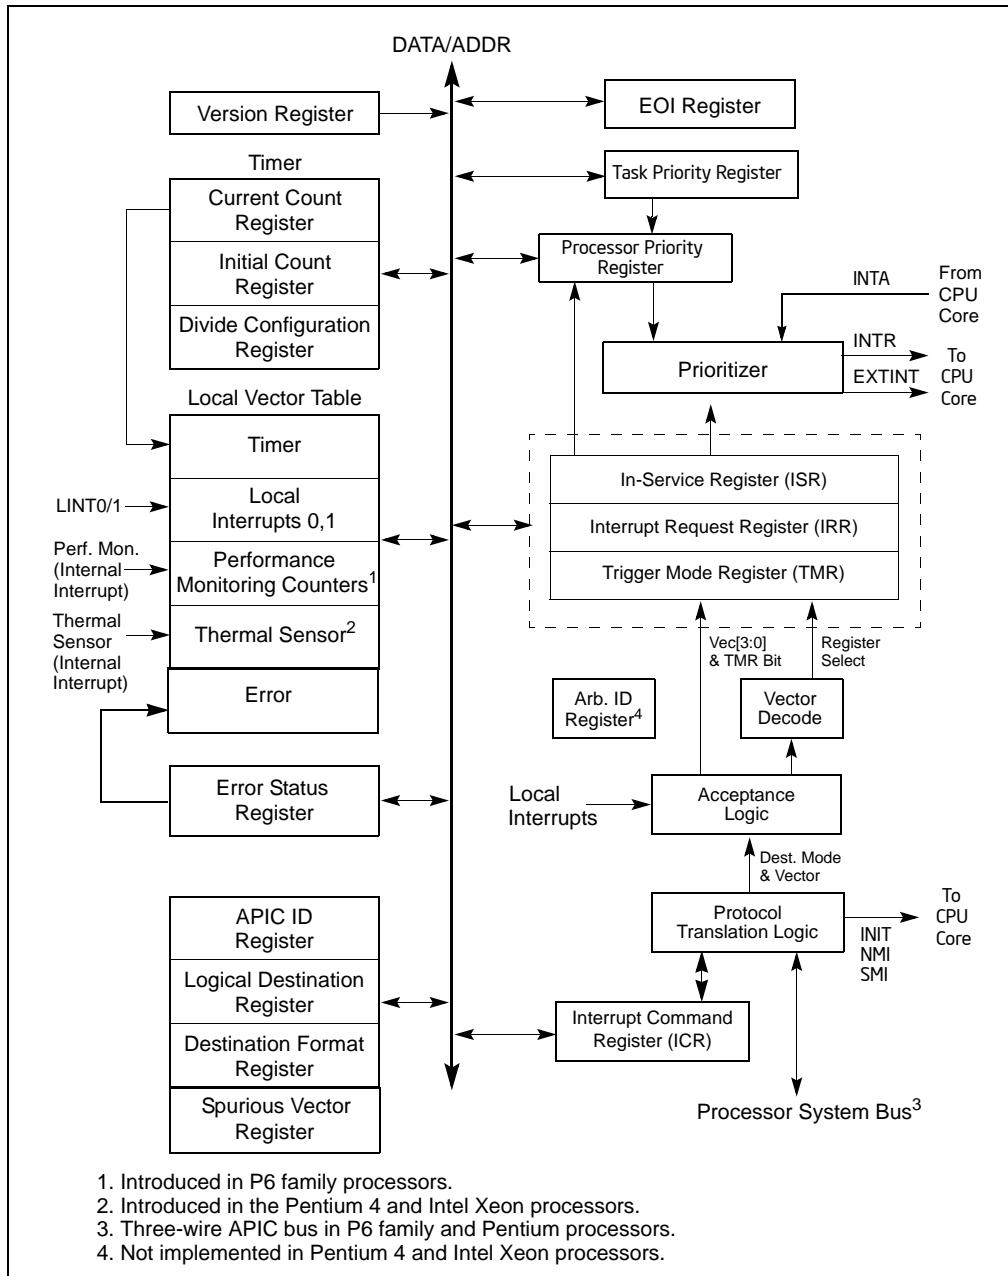 DATA/ADDR
Version Register
EOI Register
Timer
Current Count
Register
Initial Count
Register
Divide Configuration
Register
Task Priority Register
Processor Priority
Register
INTA
From
CPU
Core
Prioritizer
INTR
EXTINT
To
CPU
Core
Local Vector Table
Timer
LINT0/1
Local
Interrupts 0,1
Perf. Mon.
(Internal
Interrupt)
Performance
Monitoring Counters1
Thermal
Sensor
(Internal
Interrupt)
Thermal Sensor2
Error
In-Service Register (ISR)
Interrupt Request Register (IRR)
Trigger Mode Register (TMR)
Vec[3:0]
& TMR Bit
Register
Select
Arb. ID
Register4
Vector
Decode
Error Status
Register
Local
Interrupts
Acceptance
Logic
Dest. Mode
& Vector
APIC ID
Register
Logical Destination
Register
Destination Format
Register
Spurious Vector
Register
Protocol
Translation Logic
INIT
NMI
SMI
To
CPU
Core
Interrupt Command
Register (ICR)
Processor System Bus3
1. Introduced in P6 family processors.
2. Introduced in the Pentium 4 and Intel Xeon processors.
3. Three-wire APIC bus in P6 family and Pentium processors.
4. Not implemented in Pentium 4 and Intel Xeon processors.